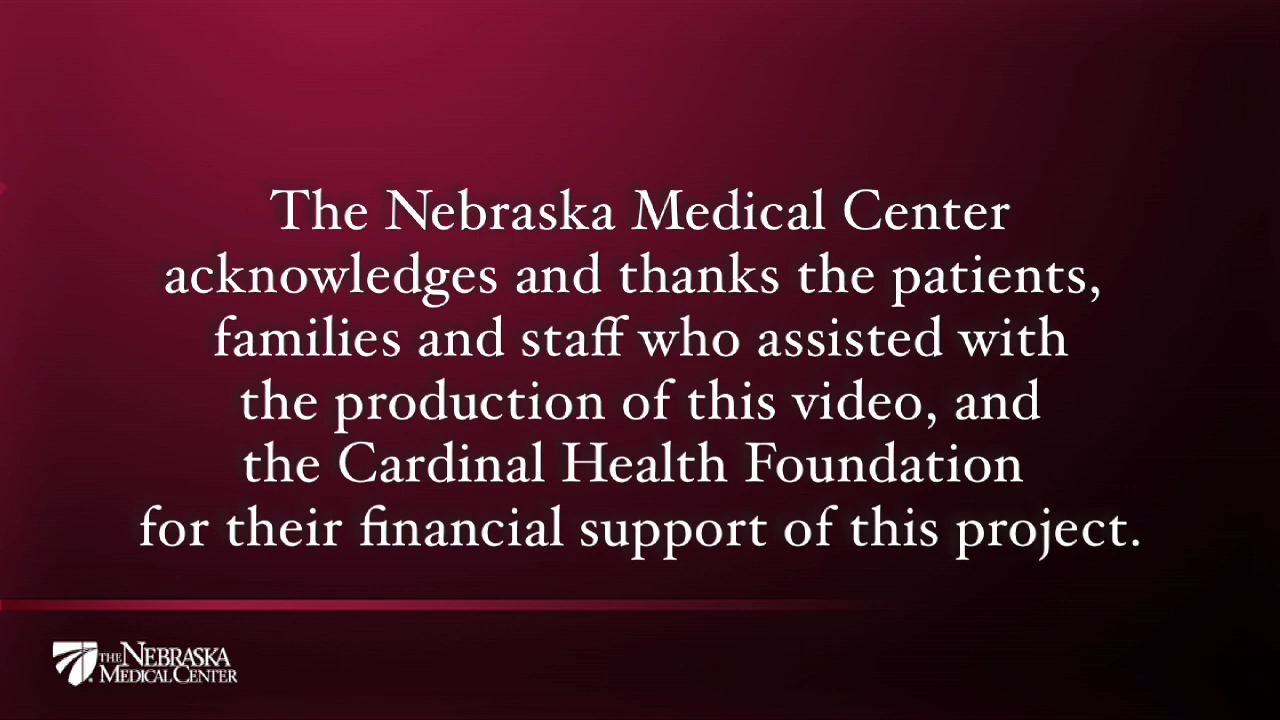 The Nebraska Medical Center
acknowledges and thanks the patients,
families and staff who assisted with
the production of this video, and
the Cardinal Health Foundation
for their financial support of this project.
THE NEBRASKA
MEDICAL CENTER